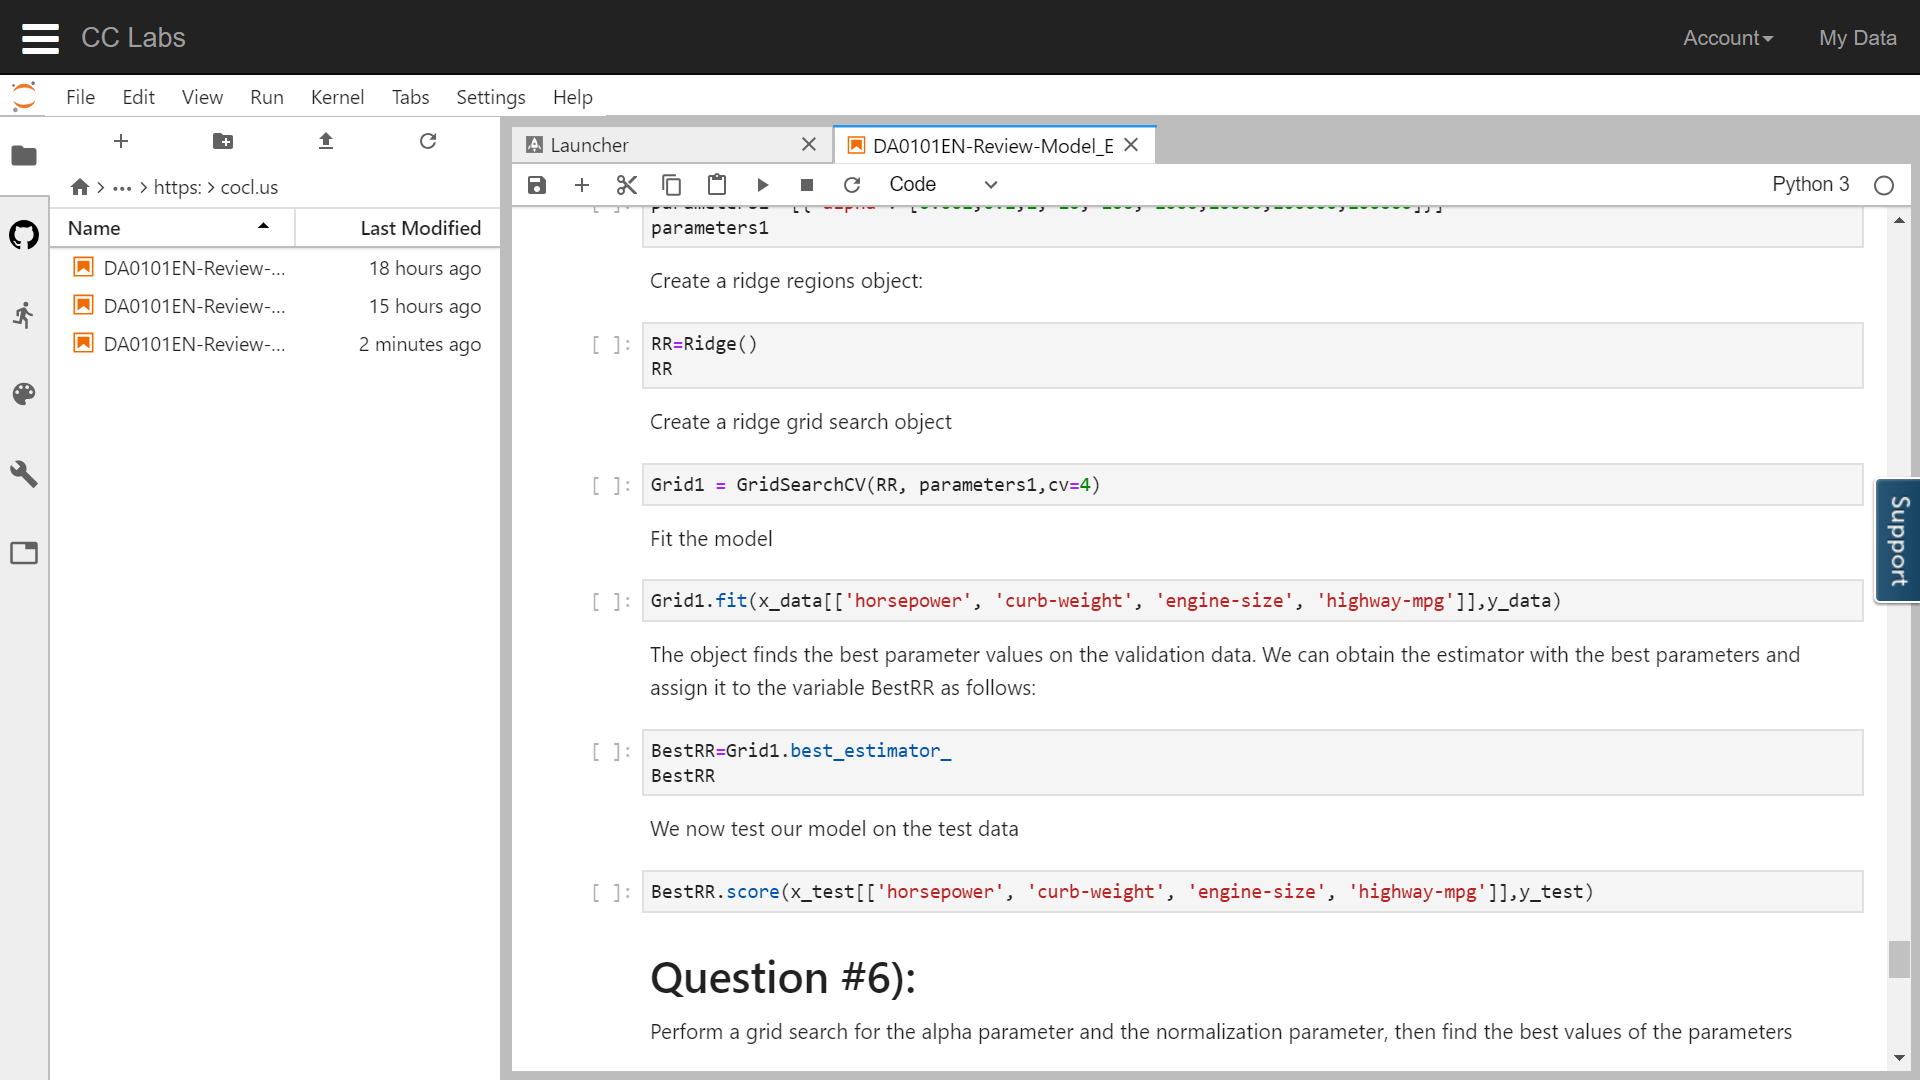 CC Labs
Account
My Data
File Edit View Run Kernel Tabs Settings Help
https: cocl.us
Name Last Modified
DA0101EN-Review-... 18 hours ago
DA0101EN-Review-... 15 hours ago
DA0101EN-Review-... 2 minutes ago
Launcher
DA0101EN-Review-Model_E
Code
Python 3
parameters1
Create a ridge regions object:
[ ]: RR=Ridge()
RR
Create a ridge grid search object
[ ]: Grid1 = GridSearchCV(RR, parameters1,cv=4)
Fit the model
[ ]: Grid1.fit(x_data[['horsepower', 'curb-weight', 'engine-size', 'highway-mpg']],y_data)
The object finds the best parameter values on the validation data. We can obtain the estimator with the best parameters and
assign it to the variable BestRR as follows:
[ ]: BestRR=Grid1.best_estimator_
BestRR
We now test our model on the test data
[ ]: BestRR.score(x_test[['horsepower', 'curb-weight', 'engine-size', 'highway-mpg']],y_test)
Question #6):
Perform a grid search for the alpha parameter and the normalization parameter, then find the best values of the parameters
Support